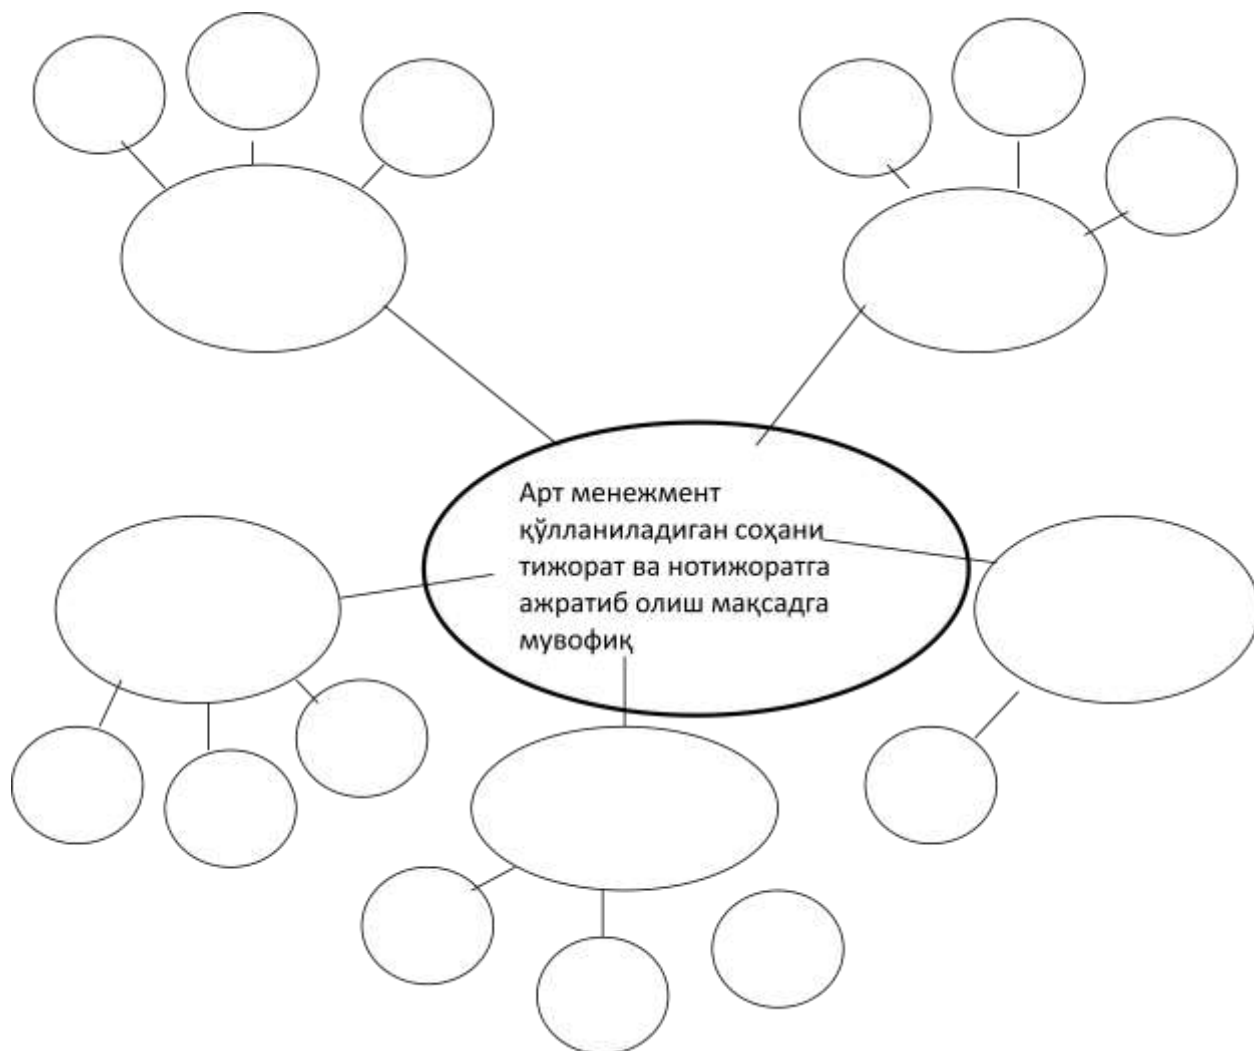 Арт менежмент
қўлланиладиган соҳани
тижорат ва нотижоратга
ажратиб олиш мақсадга
мувофиқ